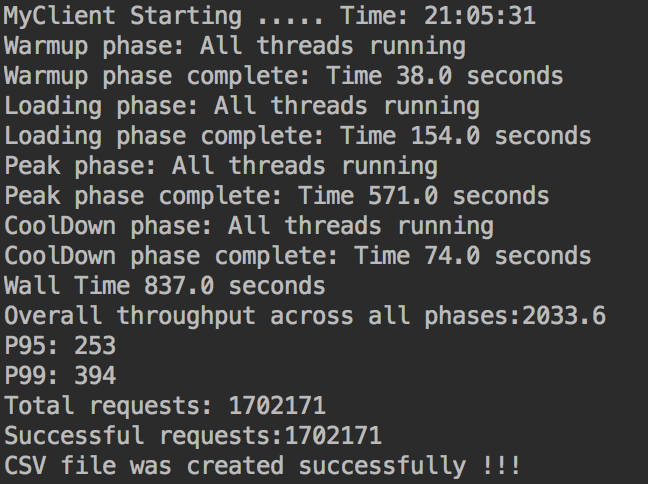 MyClient Starting ..... Time: 21:05:31
Warmup phase: All threads running
Warmup phase complete: Time 38.0 seconds
Loading phase: All threads running
Loading phase complete: Time 154.0 seconds
Peak phase: All threads running
Peak phase complete: Time 571.0 seconds
CoolDown phase: All threads running
CoolDown phase complete: Time 74.0 seconds
Wall Time 837.0 seconds
Overall throughput across all phases:2033.6
P95: 253
P99: 394
Total requests: 1702171
Successful requests:1702171
CSV file was created successfully !!!